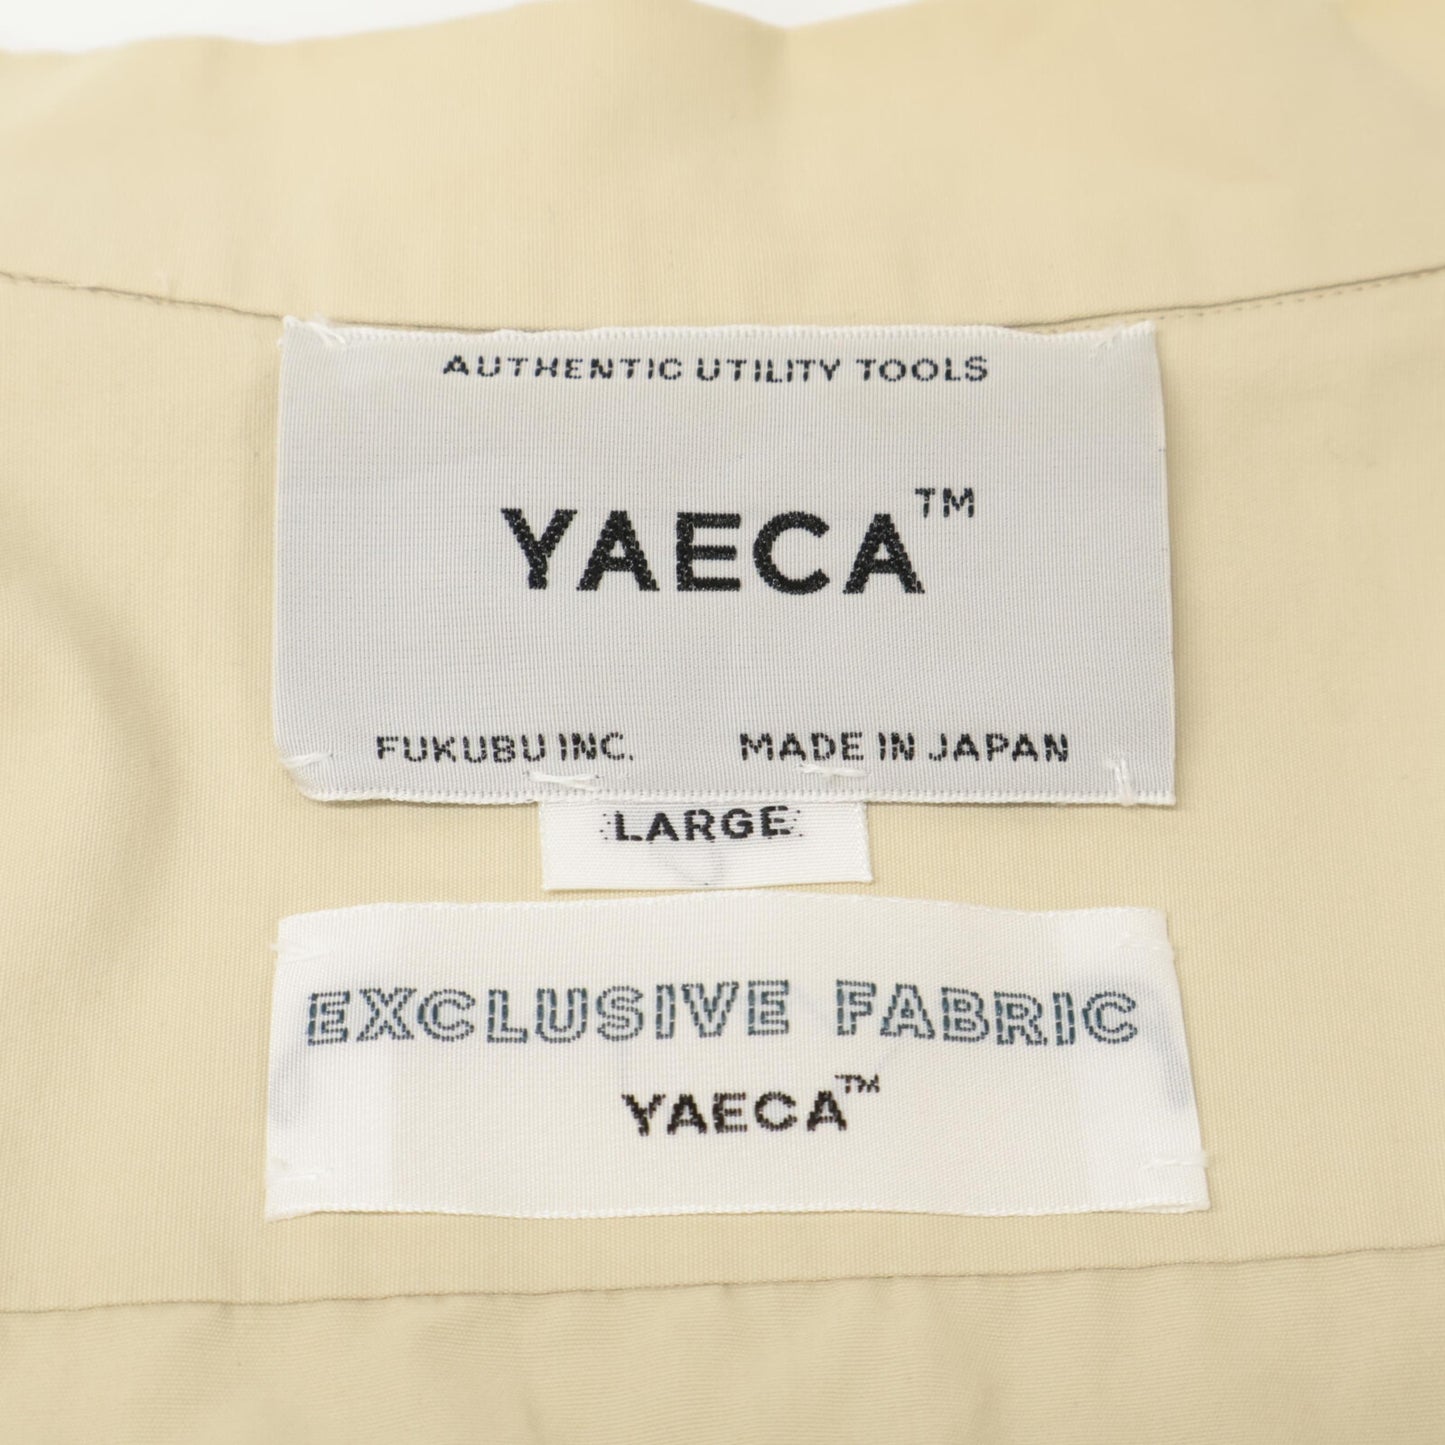 AUTHENTIC UTILITY TOOLS
YAECA™
FUKUBU INC. MADE IN JAPAN
LARGE
EXCLUSIVE FABRIC
YAECA™